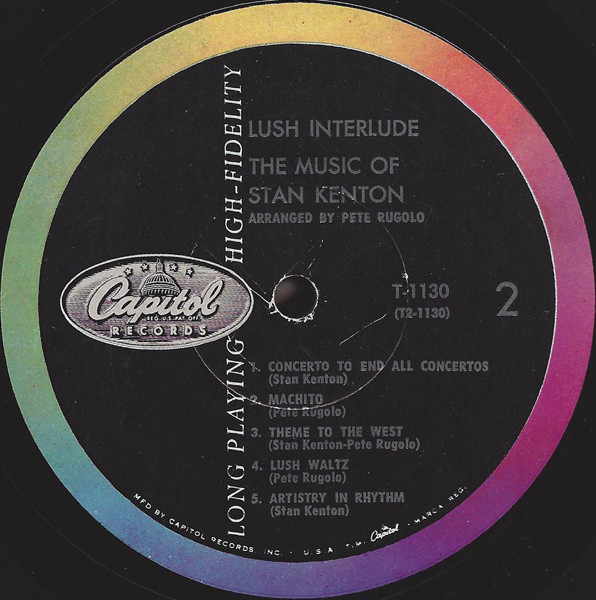 LUSH INTERLUDE
THE MUSIC OF
STAN KENTON
ARRANGED BY PETE RUGOLO
LONG PLAYING HIGH-FIDELITY
Capitol
REG. U.S. PAT. OFF.
RECORDS
T-1130
(T2-1130)
2
1. CONCERTO TO END ALL CONCERTOS
(Stan Kenton)
2. MACHITO
(Pete Rugolo)
3. THEME TO THE WEST
(Stan Kenton-Pete Rugolo)
4. LUSH WALTZ
(Pete Rugolo)
5. ARTISTRY IN RHYTHM
(Stan Kenton)
MFD BY CAPITOL RECORDS INC. · U.S.A. T.M. Capitol · MARCA REG.